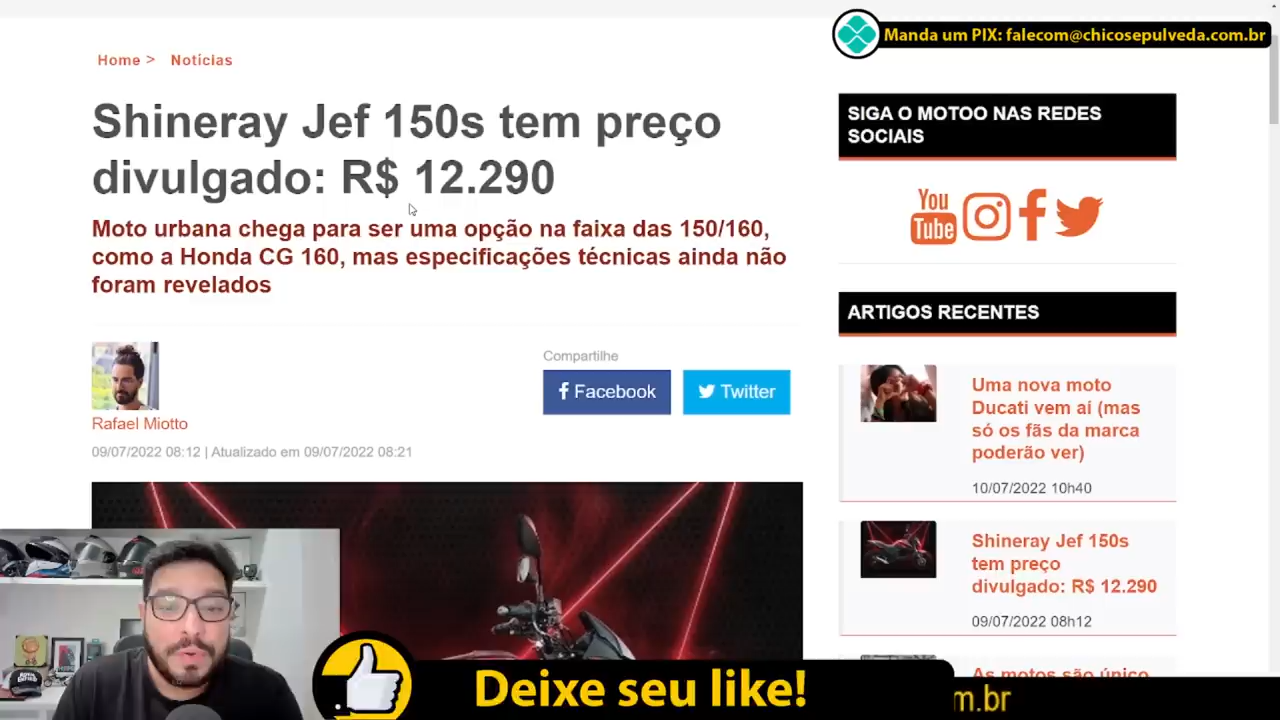 Manda um PIX: falecom@chicosepulveda.com.br
Home > Notícias
Shineray Jef 150s tem preço
divulgado: R$ 12.290
Moto urbana chega para ser uma opção na faixa das 150/160,
como a Honda CG 160, mas especificações técnicas ainda não
foram revelados
Rafael Miotto
09/07/2022 08:12 | Atualizado em 09/07/2022 08:21
Compartilhe
Facebook
Twitter
SIGA O MOTOO NAS REDES
SOCIAIS
You
Tube
ARTIGOS RECENTES
Uma nova moto
Ducati vem aí (mas
só os fãs da marca
poderão ver)
10/07/2022 10h40
Shineray Jef 150s
tem preço
divulgado: R$ 12.290
09/07/2022 08h12
As motos são único
Deixe seu like!
m.br